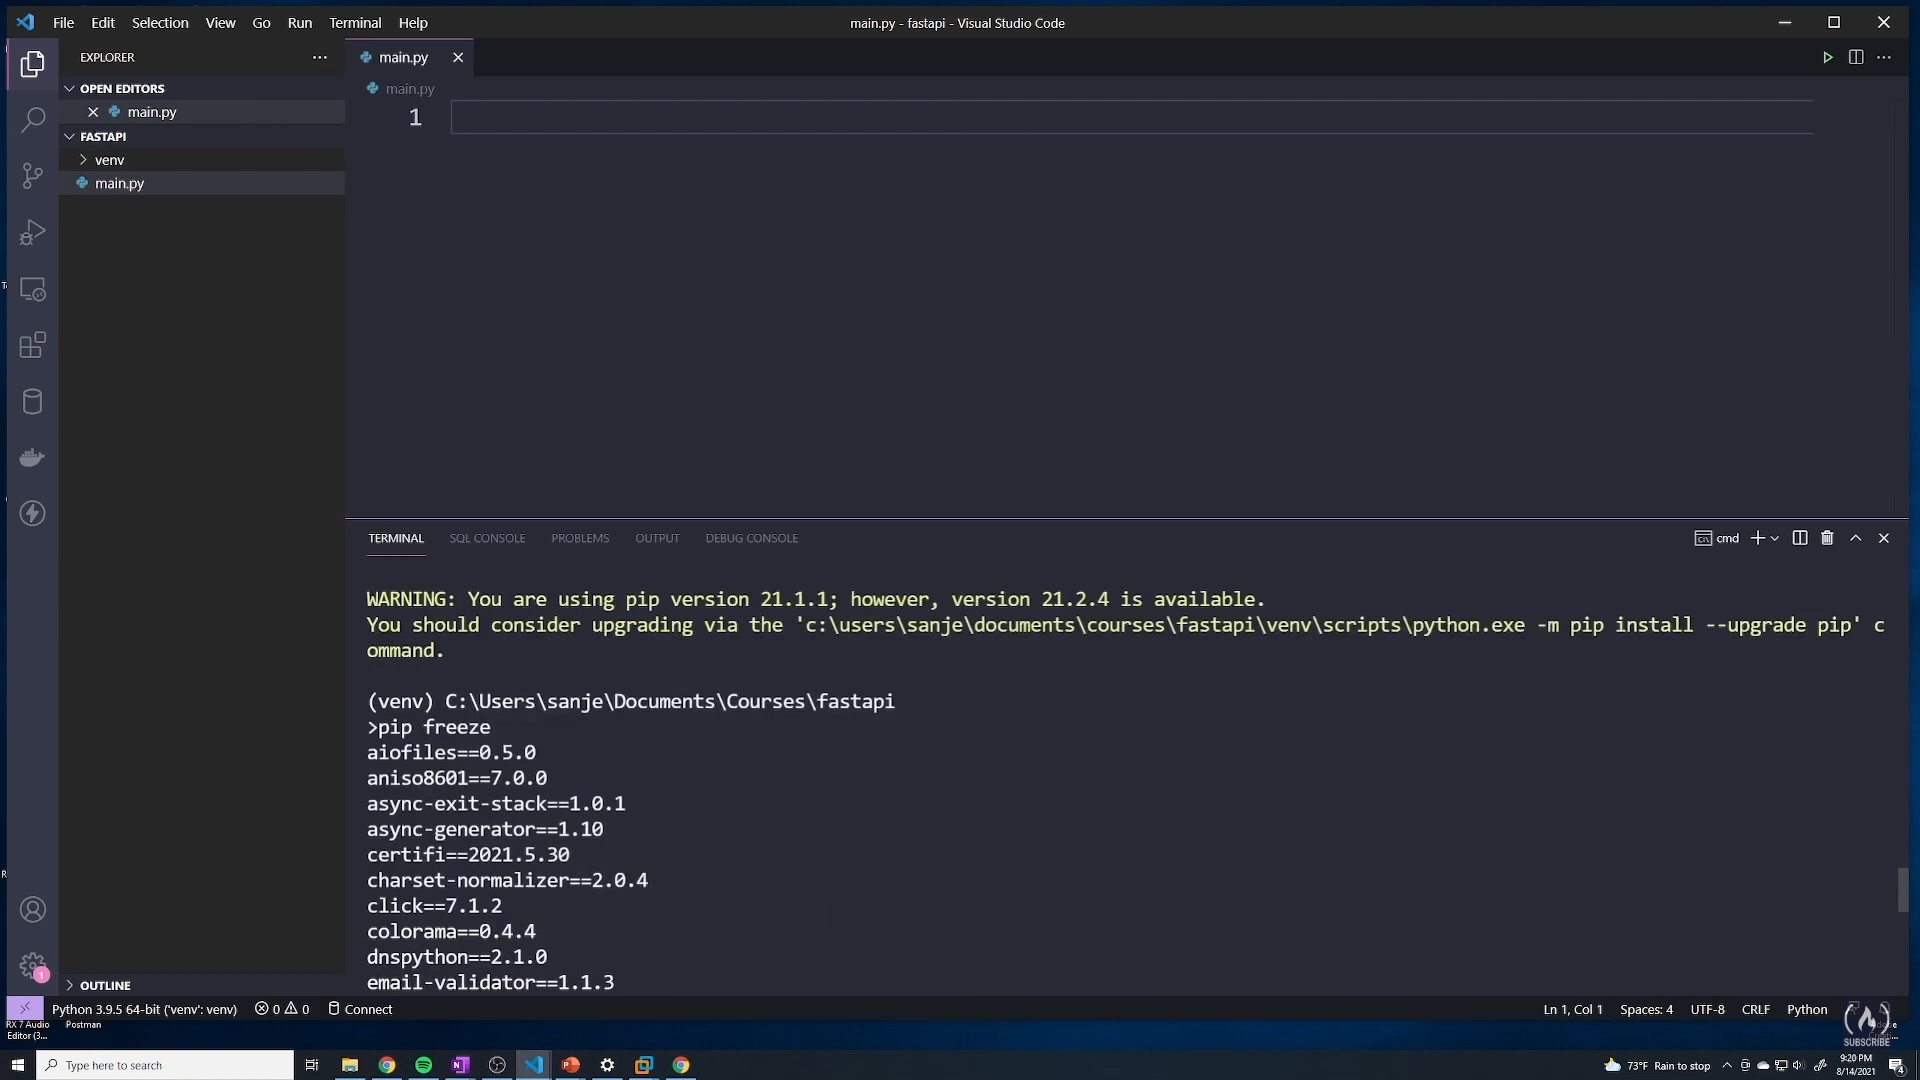 File Edit Selection View Go Run Terminal Help
main.py - fastapi - Visual Studio Code
EXPLORER
main.py
OPEN EDITORS
main.py
main.py
FASTAPI
venv
main.py
1
TERMINAL SQL CONSOLE PROBLEMS OUTPUT DEBUG CONSOLE
cmd
WARNING: You are using pip version 21.1.1; however, version 21.2.4 is available.
You should consider upgrading via the 'c:\users\sanje\documents\courses\fastapi\venv\scripts\python.exe -m pip install --upgrade pip' c
ommand.
(venv) C:\Users\sanje\Documents\Courses\fastapi
>pip freeze
aiofiles==0.5.0
aniso8601==7.0.0
async-exit-stack==1.0.1
async-generator==1.10
certifi==2021.5.30
charset-normalizer==2.0.4
click==7.1.2
colorama==0.4.4
dnspython==2.1.0
email-validator==1.1.3
OUTLINE
1
Python 3.9.5 64-bit ('venv': venv) 0 0 Connect
Ln 1, Col 1 Spaces: 4 UTF-8 CRLF Python
RX 7 Audio
Editor (3...
Postman
SUBSCRIBE
Type here to search
73°F Rain to stop
9:20 PM
8/14/2021
4